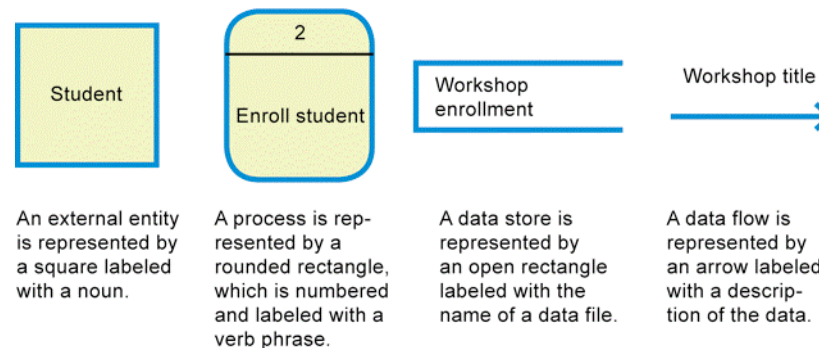 Student
2
Enroll student
Workshop
enrollment
Workshop title
An external entity
is represented by
a square labeled
with a noun.
A process is rep-
resented by a
rounded rectangle,
which is numbered
and labeled with a
verb phrase.
A data store is
represented by
an open rectangle
labeled with the
name of a data file.
A data flow is
represented by
an arrow labeled
with a descrip-
tion of the data.